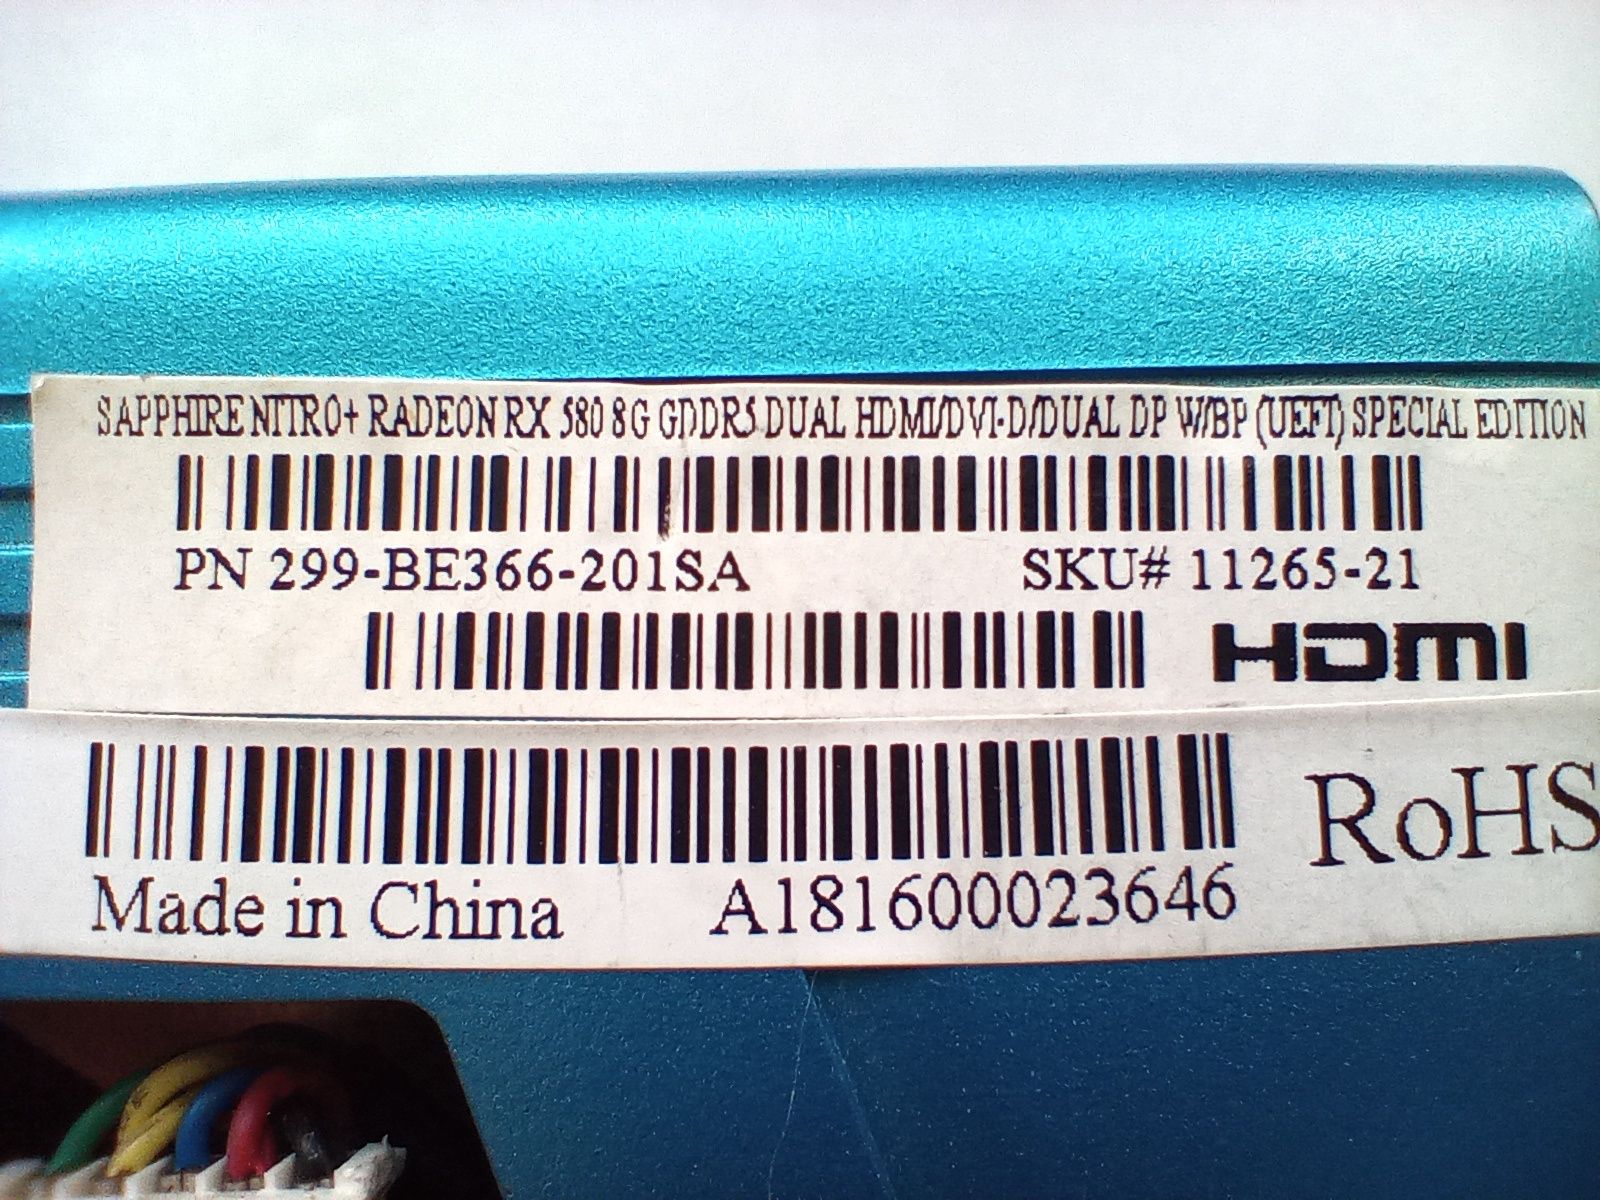 SAPPHIRE NITRO+ RADEON RX 580 8G GDDR5 DUAL HDMI/DVI-D/DUAL DP W/BP (UEFI) SPECIAL EDITION
PN 299-BE366-201SA SKU# 11265-21
HDMI
RoHS
Made in China A181600023646